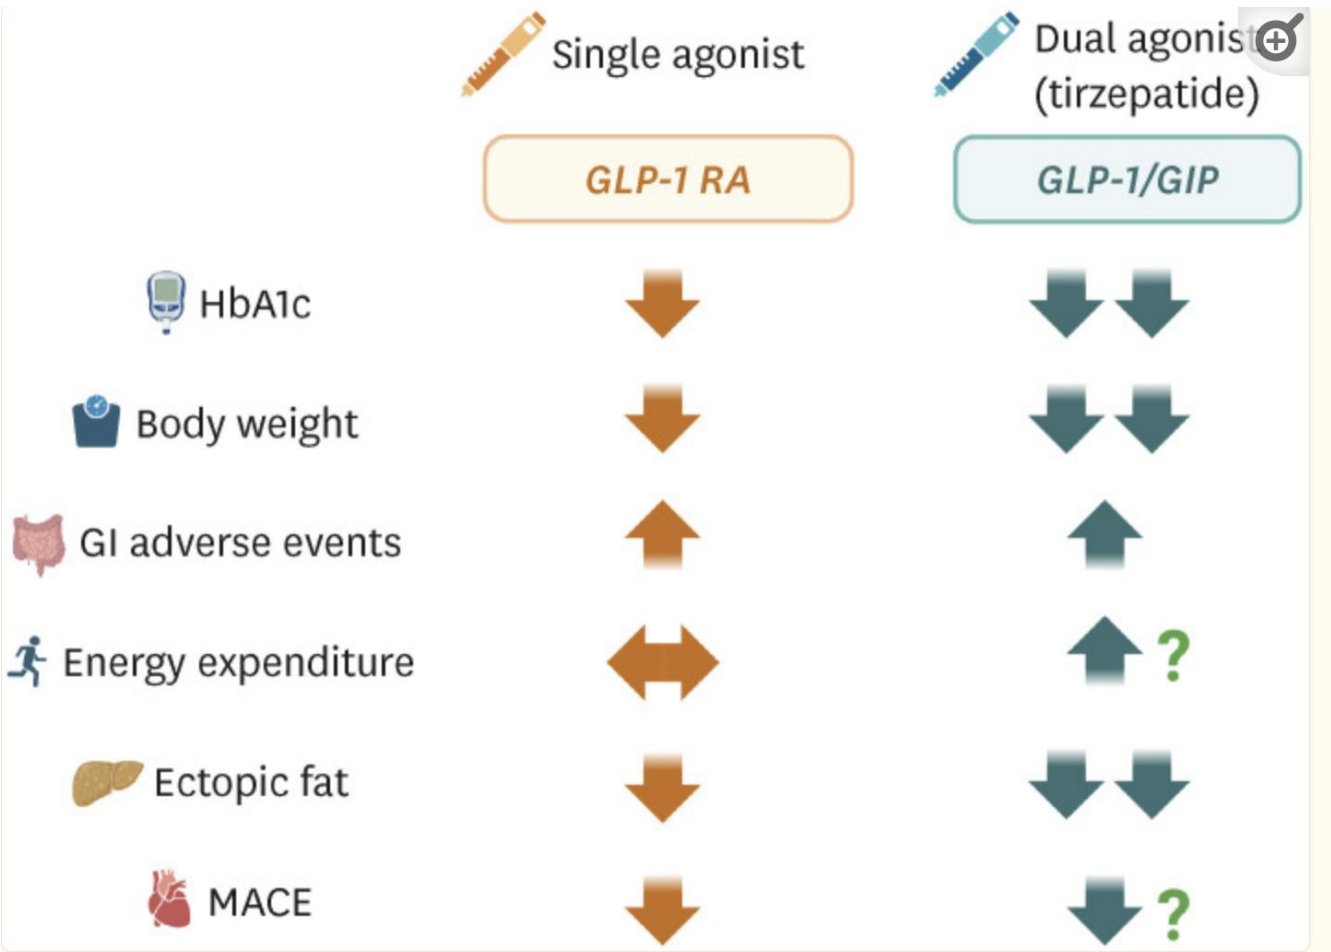 Single agonist
Dual agonist
(tirzepatide)
GLP-1 RA
GLP-1/GIP
HbA1c
Body weight
GI adverse events
Energy expenditure
?
Ectopic fat
MACE
?